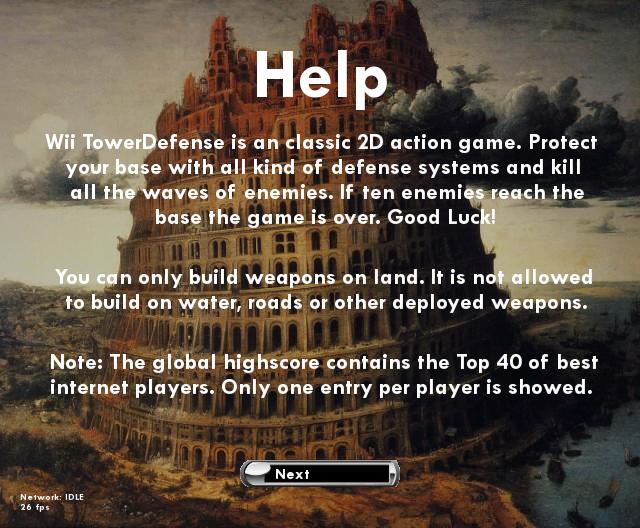 Help
Wii TowerDefense is an classic 2D action game. Protect
your base with all kind of defense systems and kill
all the waves of enemies. If ten enemies reach the
base the game is over. Good Luck!
You can only build weapons on land. It is not allowed
to build on water, roads or other deployed weapons.
Note: The global highscore contains the Top 40 of best
internet players. Only one entry per player is showed.
Next
Network: IDLE
26 fps